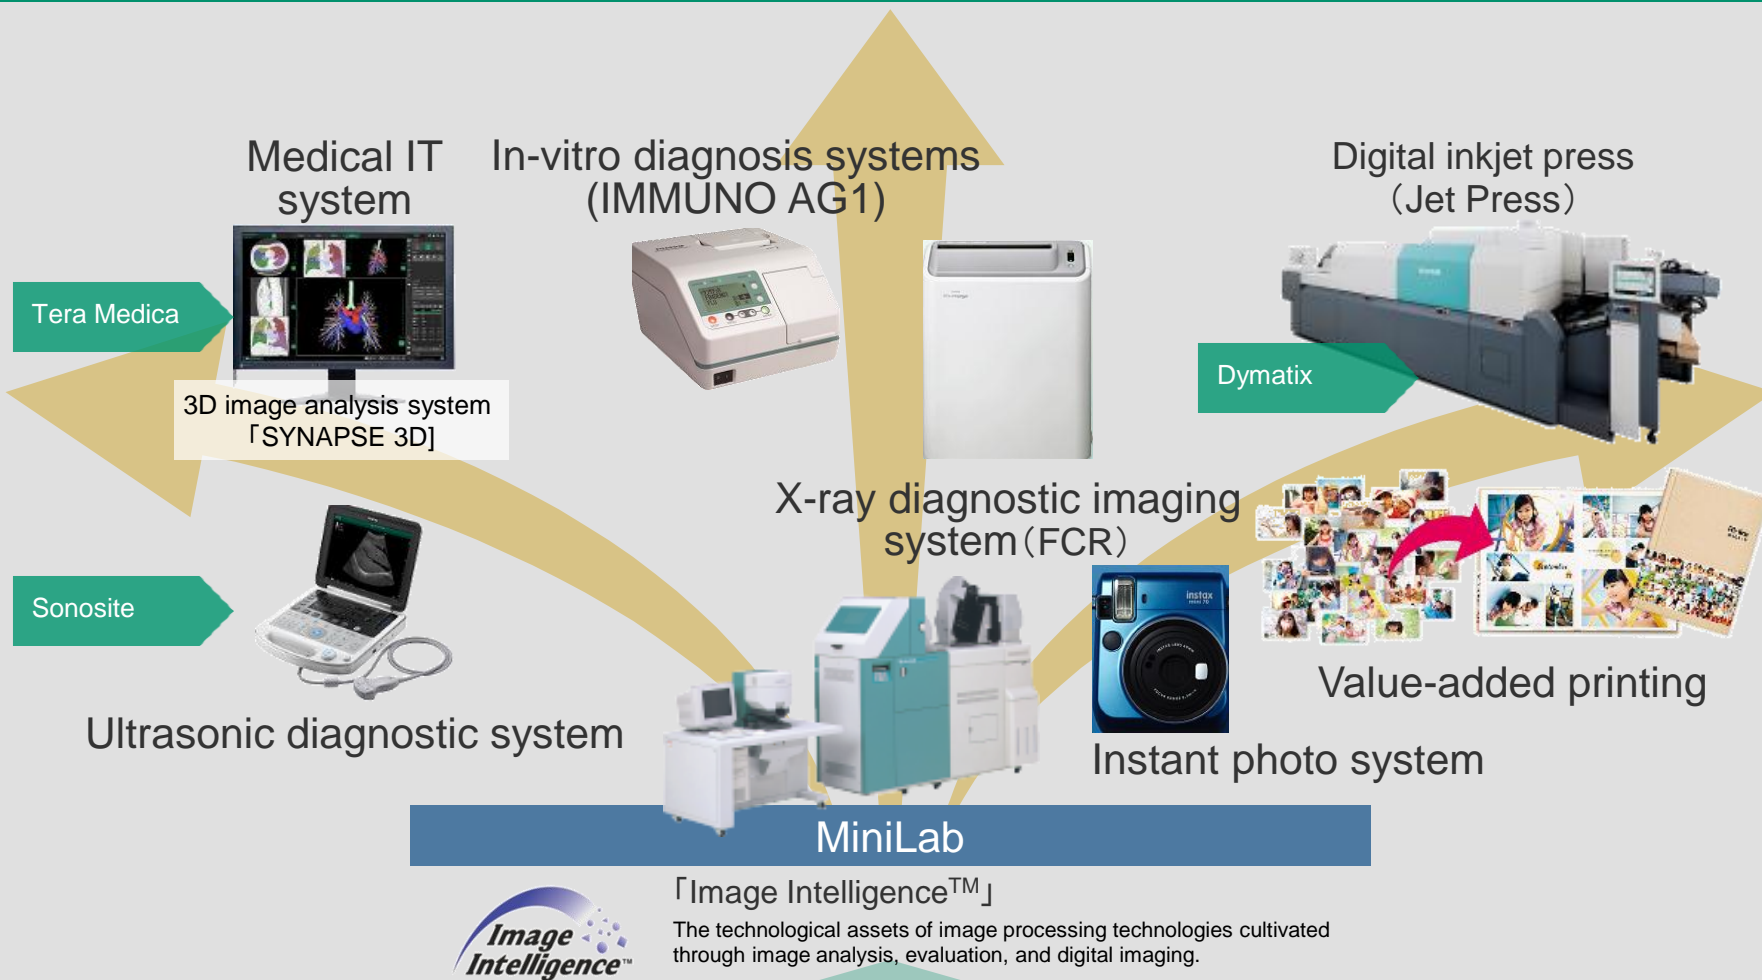 Medical IT
system
In-vitro diagnosis systems
(IMMUNO AG1)
Digital inkjet press
（Jet Press）
Tera Medica
3D image analysis system
「SYNAPSE 3D]
Dymatix
X-ray diagnostic imaging
system（FCR）
Sonosite
instax
mini 70
Ultrasonic diagnostic system
Value-added printing
Instant photo system
MiniLab
「Image Intelligence™」
The technological assets of image processing technologies cultivated
through image analysis, evaluation, and digital imaging.
Image
Intelligence™